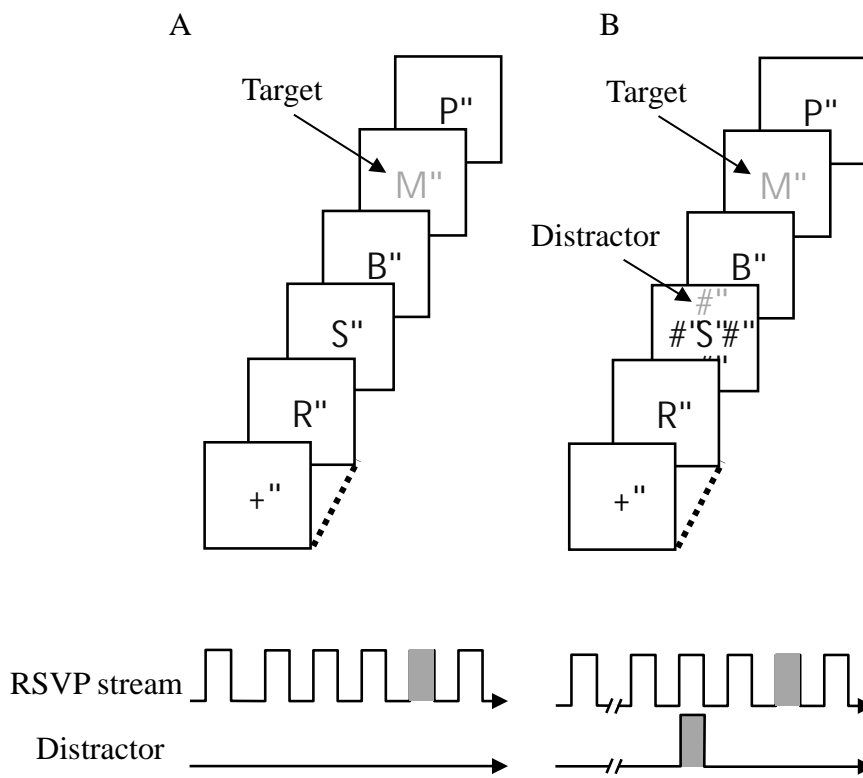 A
B
Target
Target
P"
P"
M"
M"
Distractor
B"
B"
#"
S"
#"S"#"
#"
R"
R"
+"
+"
RSVP stream
Distractor